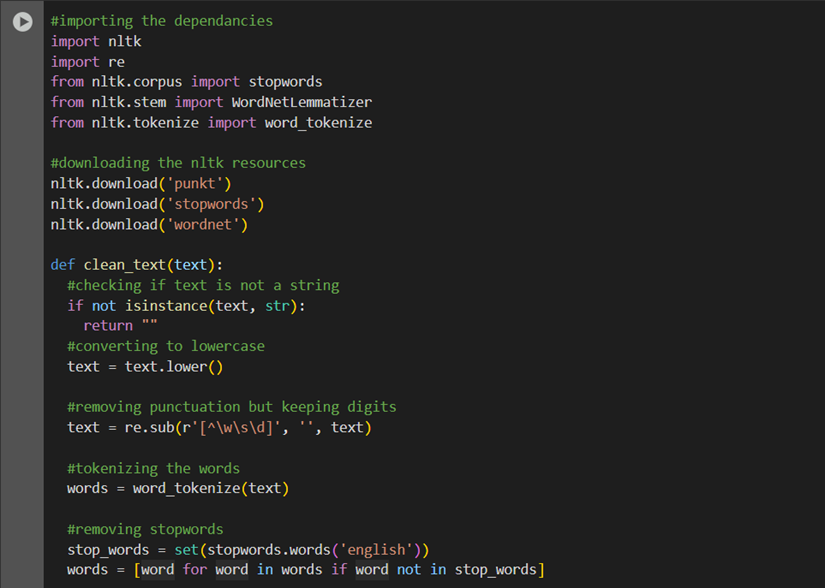 #importing the dependancies
import nltk
import re
from nltk.corpus import stopwords
from nltk.stem import WordNetLemmatizer
from nltk.tokenize import word_tokenize

#downloading the nltk resources
nltk.download('punkt')
nltk.download('stopwords')
nltk.download('wordnet')

def clean_text(text):
  #checking if text is not a string
  if not isinstance(text, str):
    return ""
  #converting to lowercase
  text = text.lower()

  #removing punctuation but keeping digits
  text = re.sub(r'[^\w\s\d]', '', text)

  #tokenizing the words
  words = word_tokenize(text)

  #removing stopwords
  stop_words = set(stopwords.words('english'))
  words = [word for word in words if word not in stop_words]